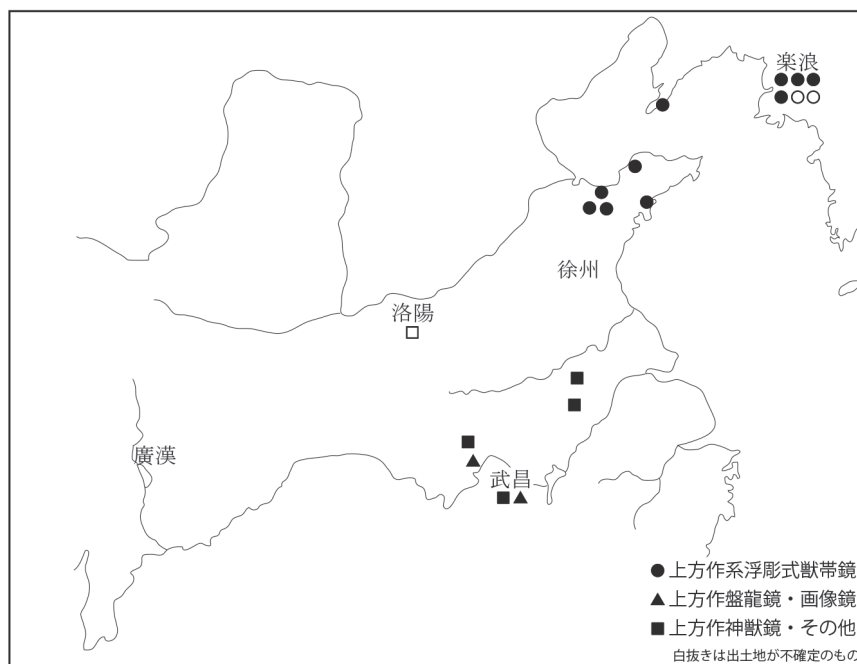 楽浪
徐州
洛陽
廣漢
武昌
●上方作系浮彫式獣帯鏡
▲上方作盤龍鏡・画像鏡
■上方作神獣鏡・その他
白抜きは出土地が不確定のもの